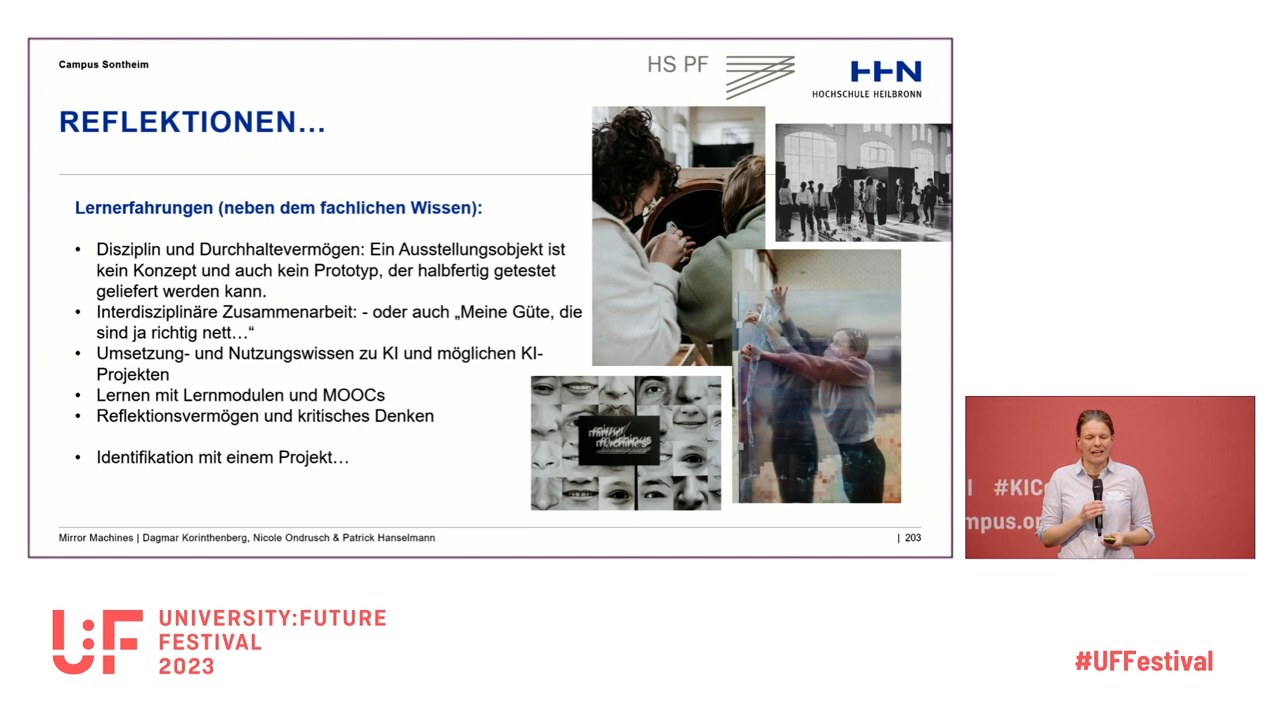 Campus Sontheim
HS PF
HHN
HOCHSCHULE HEILBRONN
REFLEKTIONEN…
Lernerfahrungen (neben dem fachlichen Wissen):
• Disziplin und Durchhaltevermögen: Ein Ausstellungsobjekt ist
kein Konzept und auch kein Prototyp, der halbfertig getestet
geliefert werden kann.
• Interdisziplinäre Zusammenarbeit: - oder auch „Meine Güte, die
sind ja richtig nett…“
• Umsetzung- und Nutzungswissen zu KI und möglichen KI-
Projekten
• Lernen mit Lernmodulen und MOOCs
• Reflektionsvermögen und kritisches Denken
• Identifikation mit einem Projekt…
mirror
machines
Mirror Machines | Dagmar Korinthenberg, Nicole Ondrusch & Patrick Hanselmann
| 203
#KIC
mpus.or
U:F
UNIVERSITY:FUTURE
FESTIVAL
2023
#UFFestival